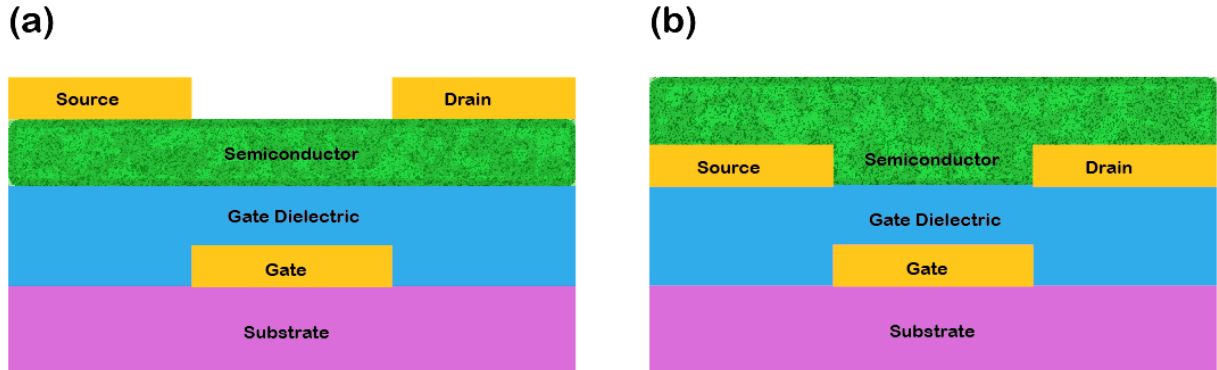 (a)
Source
Drain
Semiconductor
Gate Dielectric
Gate
Substrate
(b)
Semiconductor
Source
Drain
Gate Dielectric
Gate
Substrate